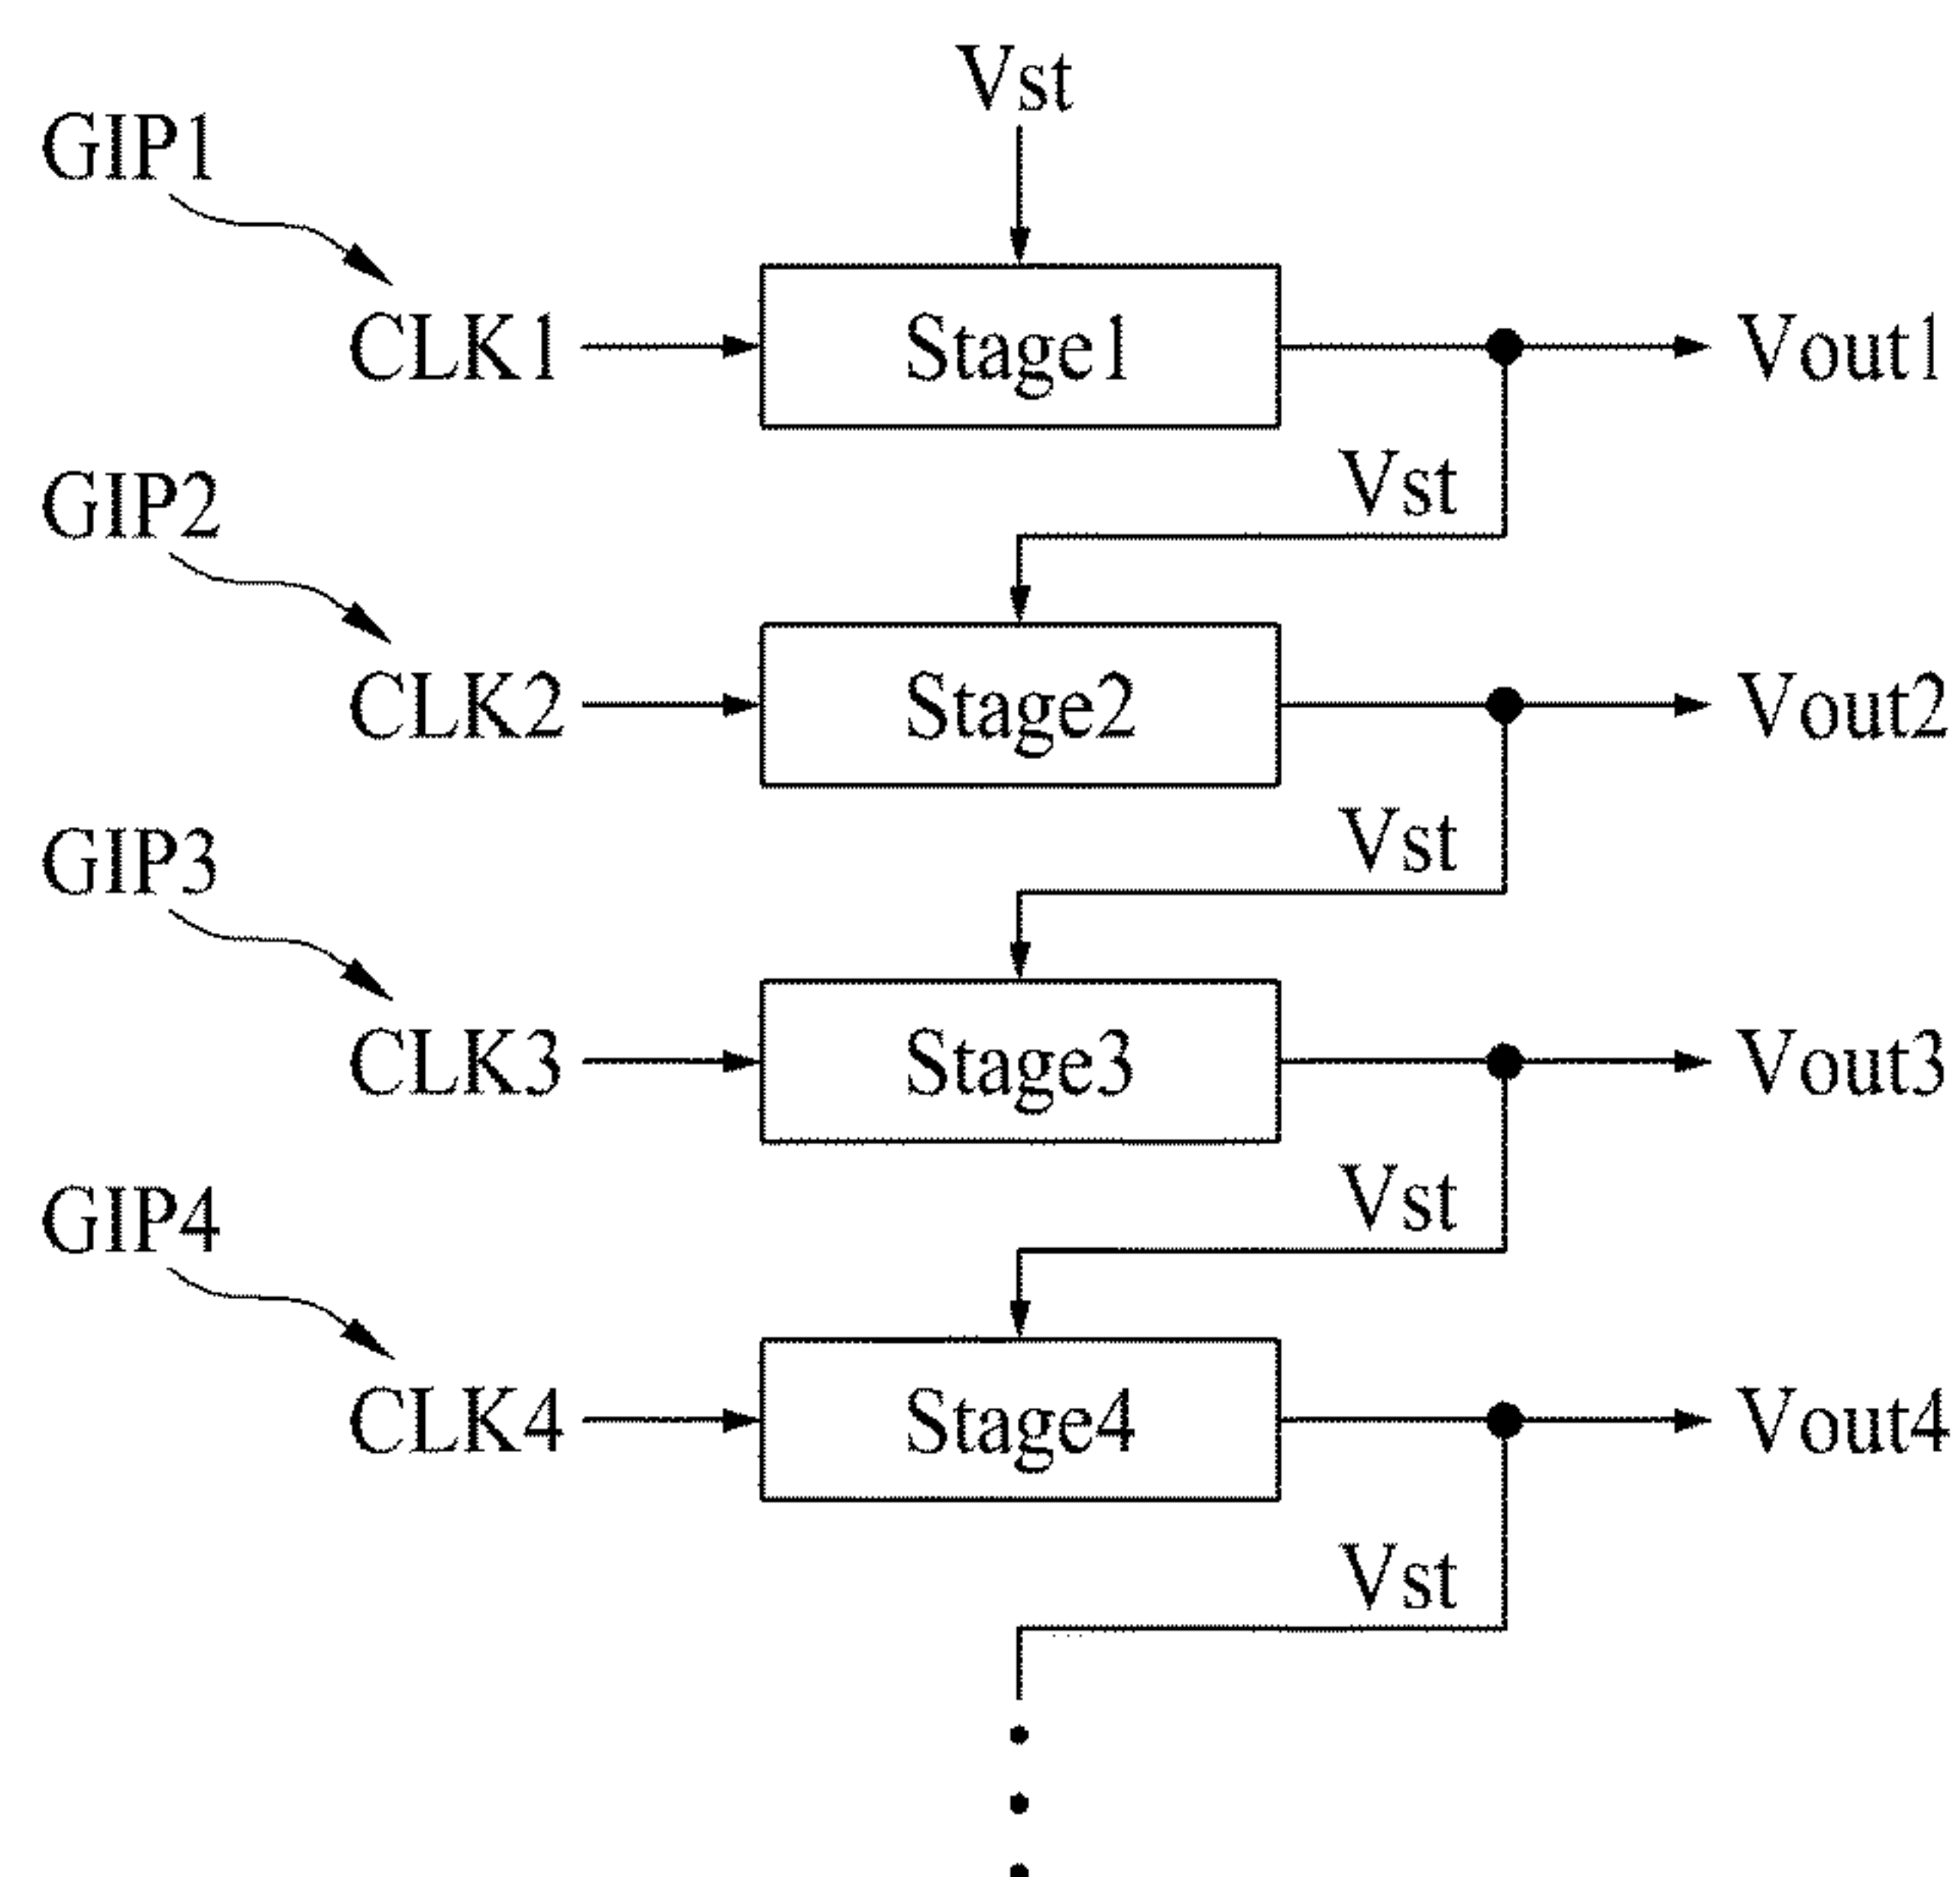 Vst
GIP1
CLK1 Stage1 Vout1
Vst
GIP2
CLK2 Stage2 Vout2
Vst
GIP3
CLK3 Stage3 Vout3
Vst
GIP4
CLK4 Stage4 Vout4
Vst